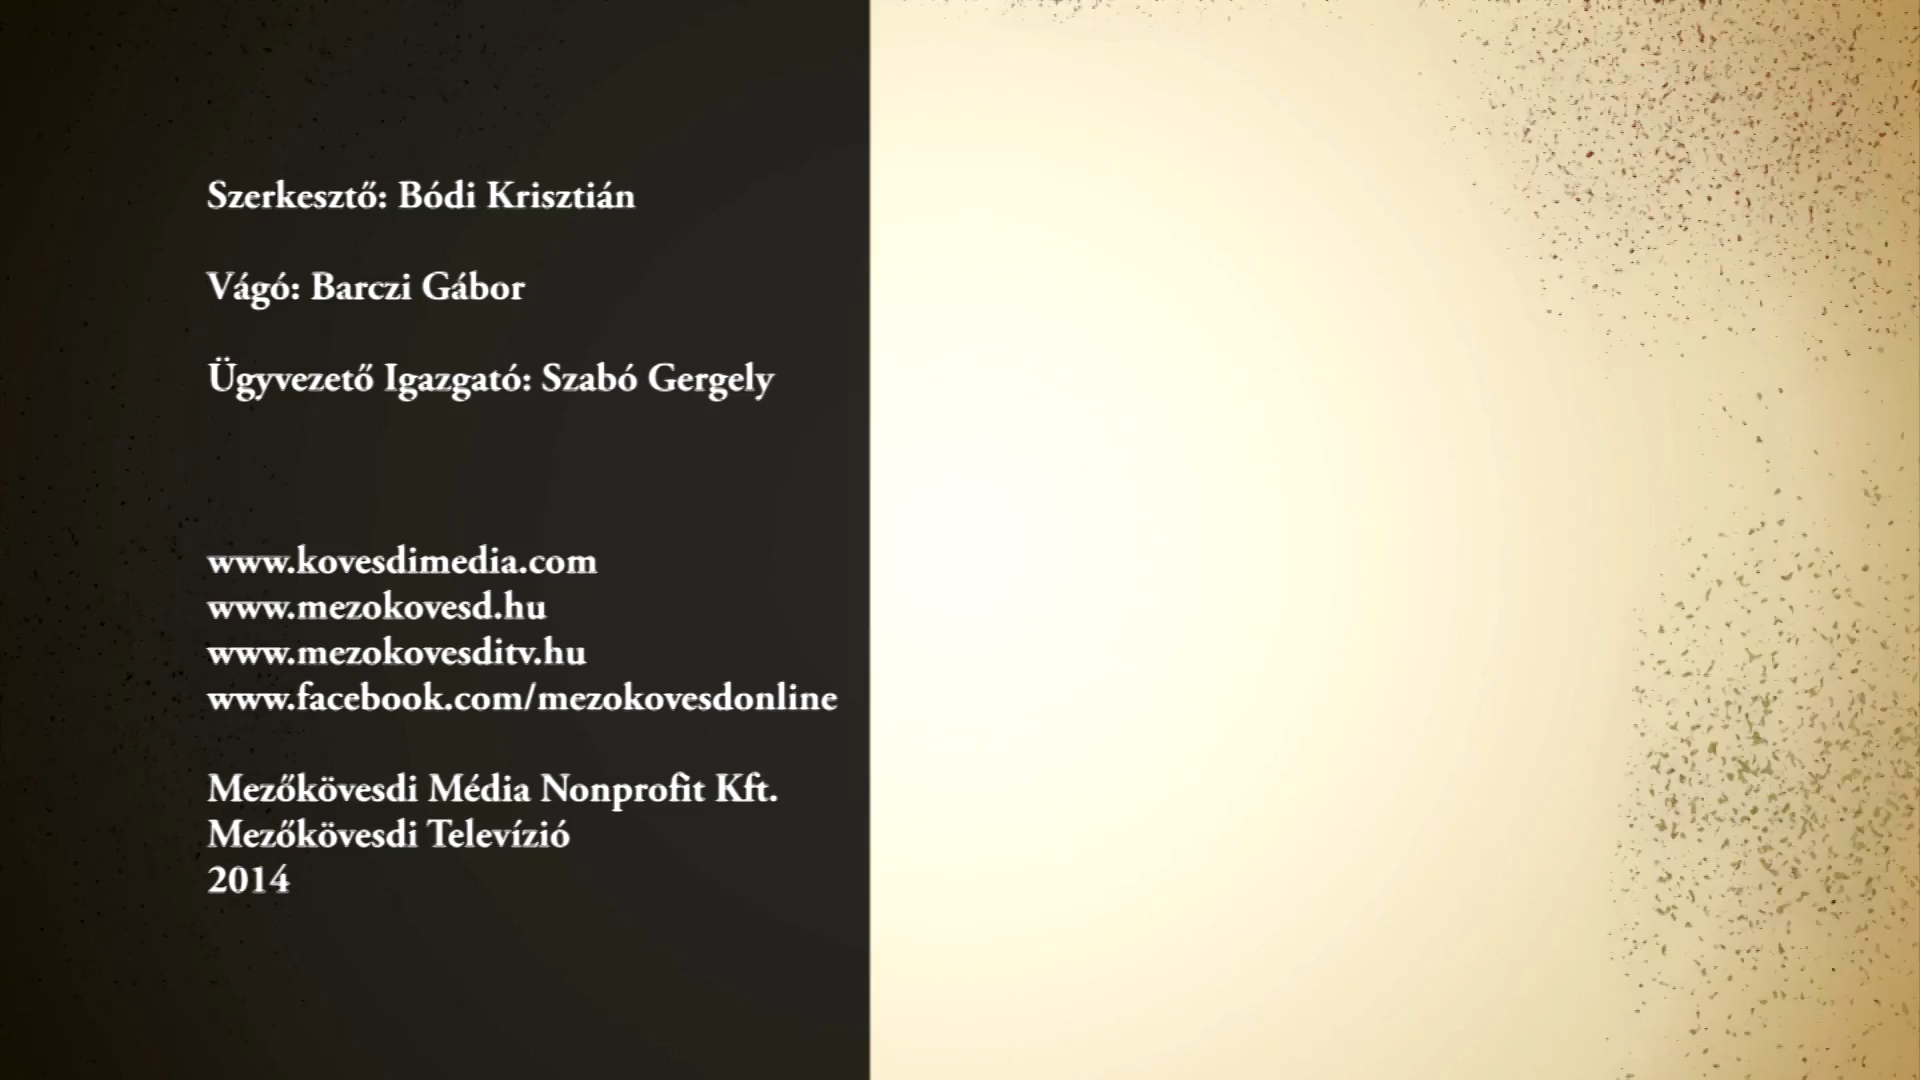 Szerkesztő: Bódi Krisztián
Vágó: Barczi Gábor
Ügyvezető Igazgató: Szabó Gergely
www.kovesdimedia.com
www.mezokovesd.hu
www.mezokovesditv.hu
www.facebook.com/mezokovesdonline
Mezőkövesdi Média Nonprofit Kft.
Mezőkövesdi Televízió
2014